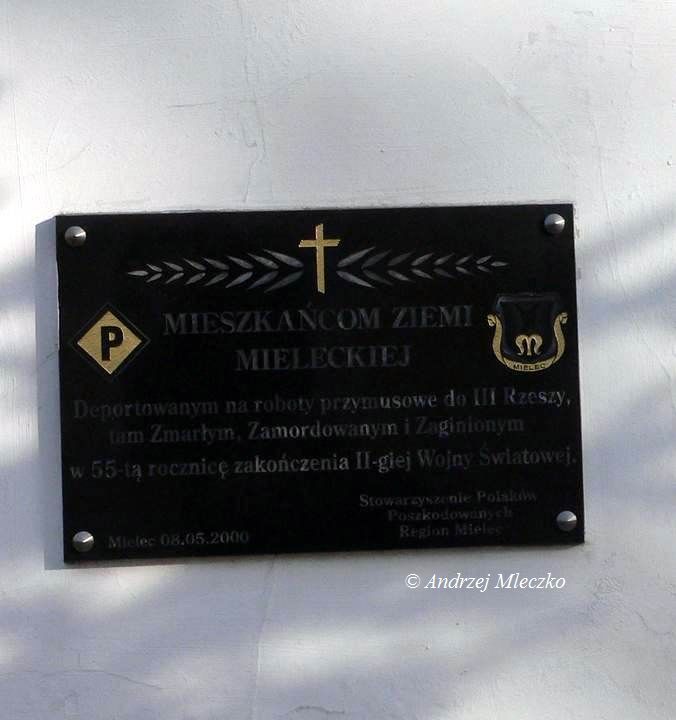 P
MIESZKAŃCOM ZIEMI
MIELECKIEJ
MIELEC
Deportowanym na roboty przymusowe do III Rzeszy,
tam Zmarłym, Zamordowanym i Zaginionym
w 55-tą rocznicę zakończenia II-giej Wojny Światowej.
Stowarzyszenie Polaków
Poszkodowanych
Region Mielec
Mielec 08.05.2000
© Andrzej Mleczko